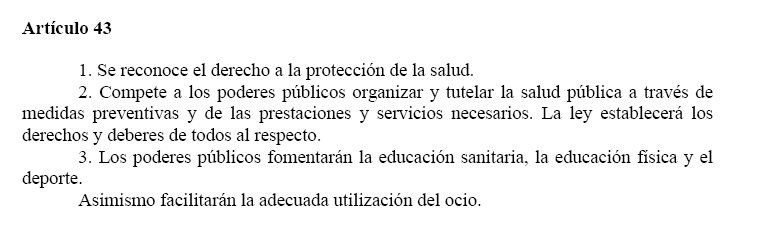 Artículo 43
1. Se reconoce el derecho a la protección de la salud.
2. Compete a los poderes públicos organizar y tutelar la salud pública a través de
medidas preventivas y de las prestaciones y servicios necesarios. La ley establecerá los
derechos y deberes de todos al respecto.
3. Los poderes públicos fomentarán la educación sanitaria, la educación física y el
deporte.
Asimismo facilitarán la adecuada utilización del ocio.